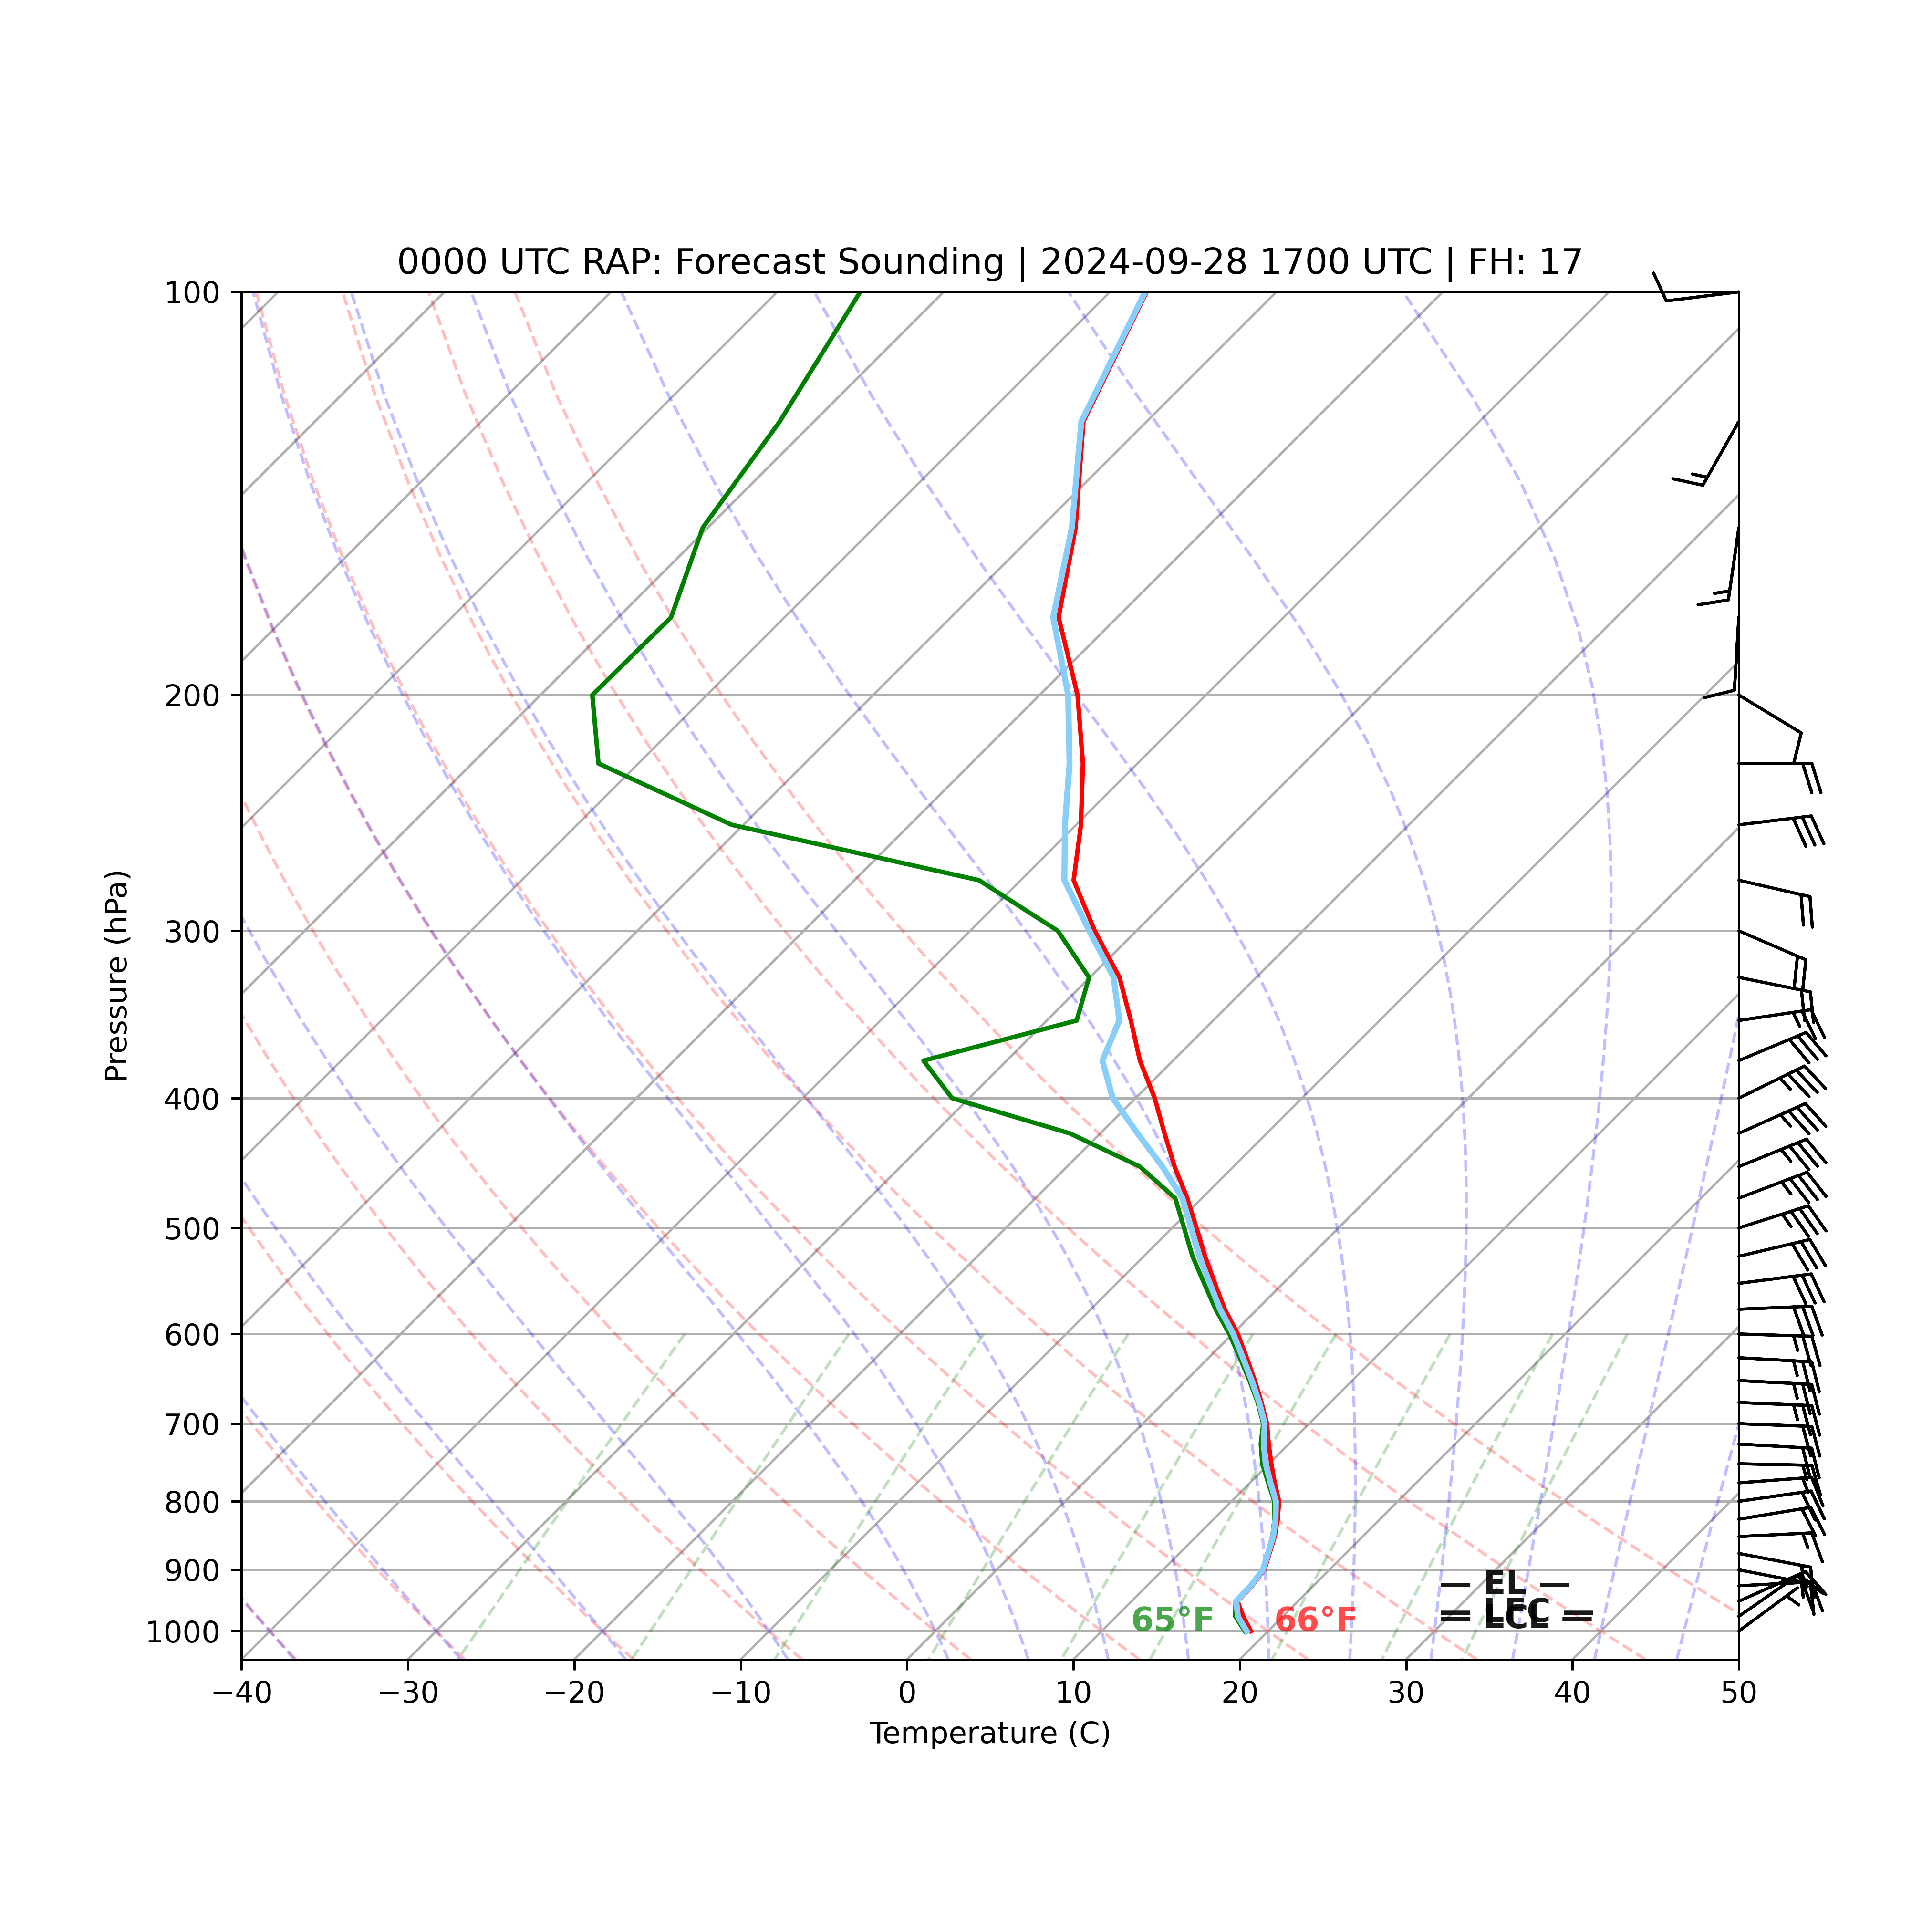 0000 UTC RAP: Forecast Sounding | 2024-09-28 1700 UTC | FH: 17
100
200
300
400
500
600
700
800
900
1000
Pressure (hPa)
— EL —
— LFC —
— LCL —
65°F
66°F
−40
−30
−20
−10
0
10
20
30
40
50
Temperature (C)